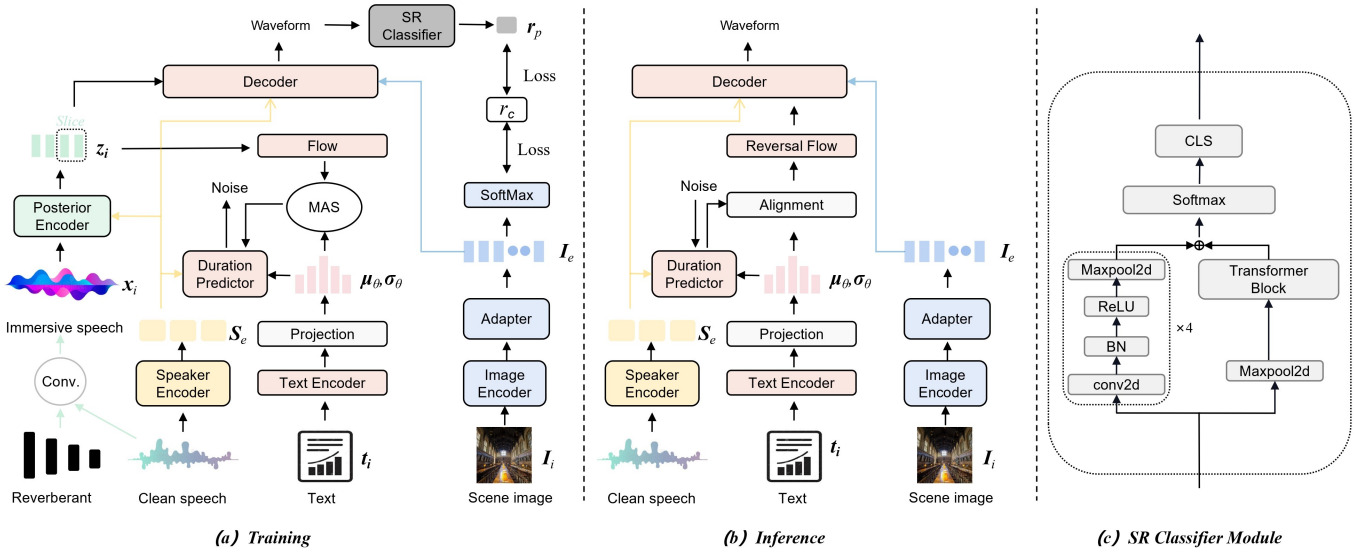 Waveform
SR
Classifier
r_p
Decoder
Loss
r_c
Slice
z_i
Flow
Loss
Noise
MAS
SoftMax
Posterior
Encoder
I_e
Duration
Predictor
μ_θ,σ_θ
x_i
Immersive speech
S_e
Projection
Adapter
Conv.
Speaker
Encoder
Text Encoder
Image
Encoder
t_i
I_i
Reverberant
Clean speech
Text
Scene image
(a) Training
Waveform
Decoder
Reversal Flow
Noise
Alignment
I_e
Duration
Predictor
μ_θ,σ_θ
S_e
Projection
Adapter
Speaker
Encoder
Text Encoder
Image
Encoder
t_i
I_i
Clean speech
Text
Scene image
(b) Inference
CLS
Softmax
Maxpool2d
Transformer
Block
ReLU
×4
BN
conv2d
Maxpool2d
(c) SR Classifier Module